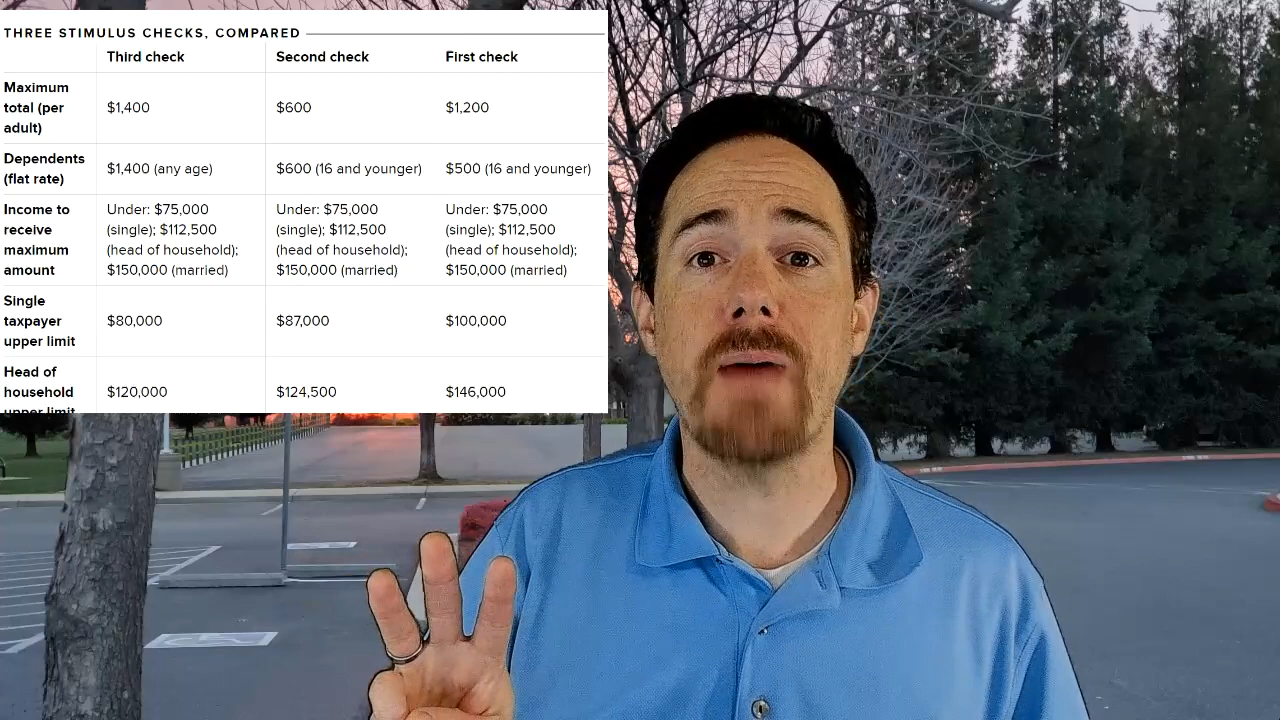 THREE STIMULUS CHECKS, COMPARED
Third check Second check First check
Maximum
total (per
adult)
$1,400 $600 $1,200
Dependents
(flat rate)
$1,400 (any age) $600 (16 and younger) $500 (16 and younger)
Income to
receive
maximum
amount
Under: $75,000
(single); $112,500
(head of household);
$150,000 (married)
Under: $75,000
(single); $112,500
(head of household);
$150,000 (married)
Under: $75,000
(single); $112,500
(head of household);
$150,000 (married)
Single
taxpayer
upper limit
$80,000 $87,000 $100,000
Head of
household
upper limit
$120,000 $124,500 $146,000